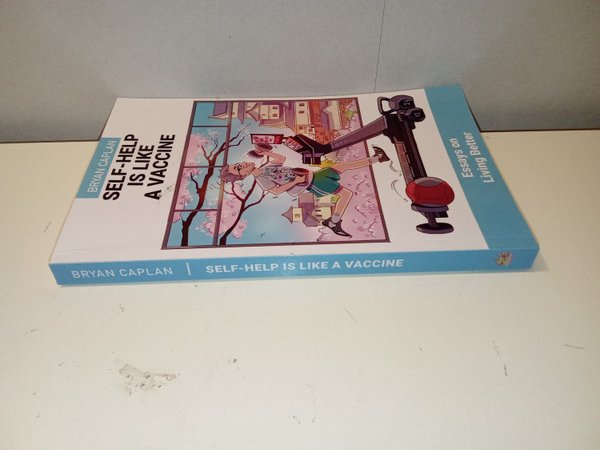 BRYAN CAPLAN
SELF-HELP
IS LIKE
A VACCINE
Essays on
Living Better
BRYAN CAPLAN | SELF-HELP IS LIKE A VACCINE